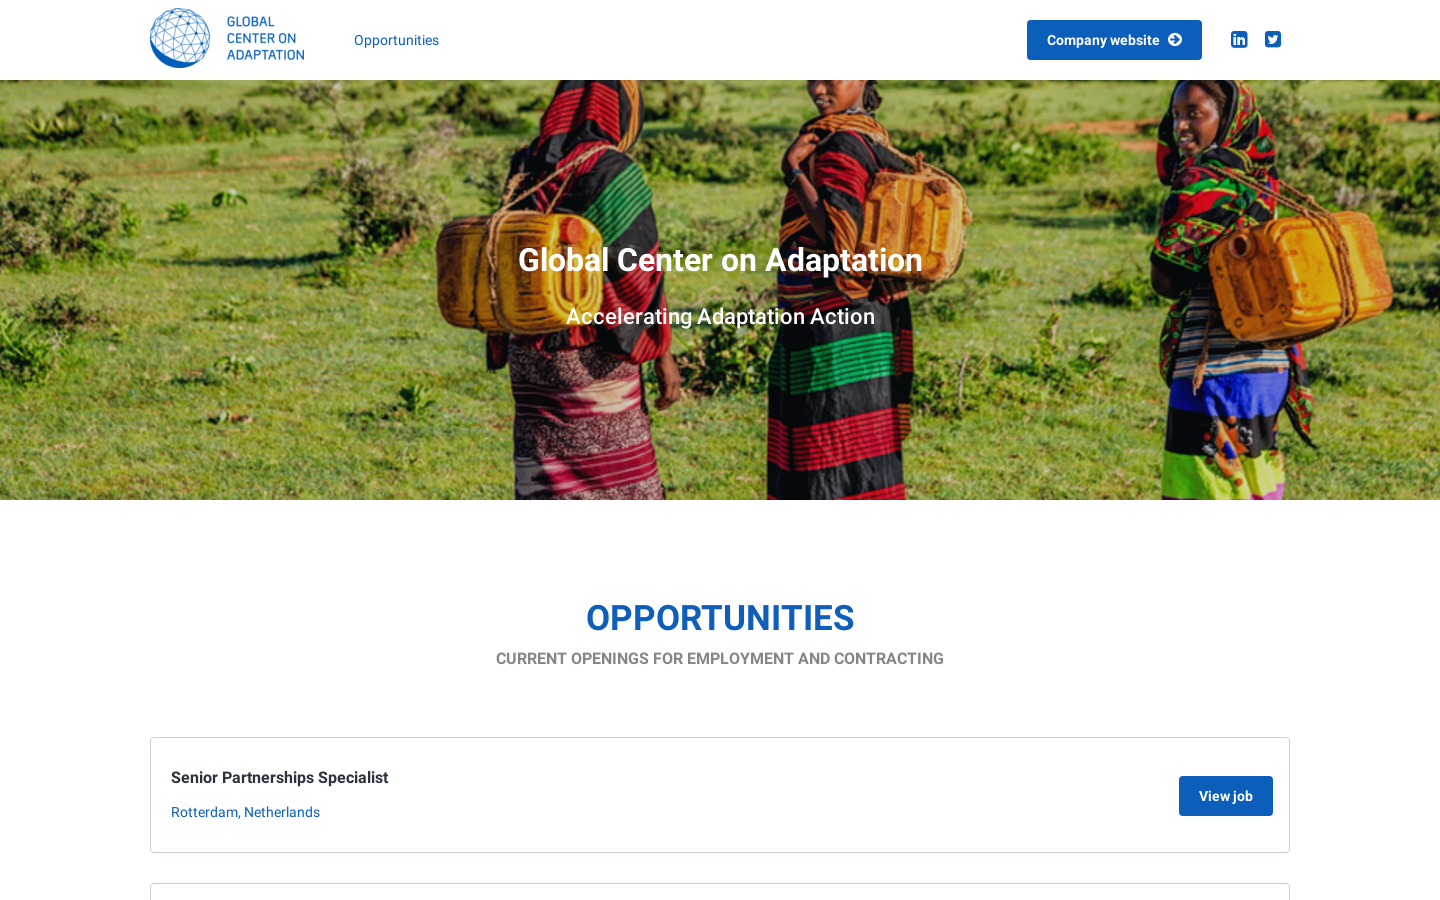 GLOBAL
CENTER ON
ADAPTATION
Opportunities
Company website
Global Center on Adaptation
Accelerating Adaptation Action
OPPORTUNITIES
CURRENT OPENINGS FOR EMPLOYMENT AND CONTRACTING
Senior Partnerships Specialist
Rotterdam, Netherlands
View job